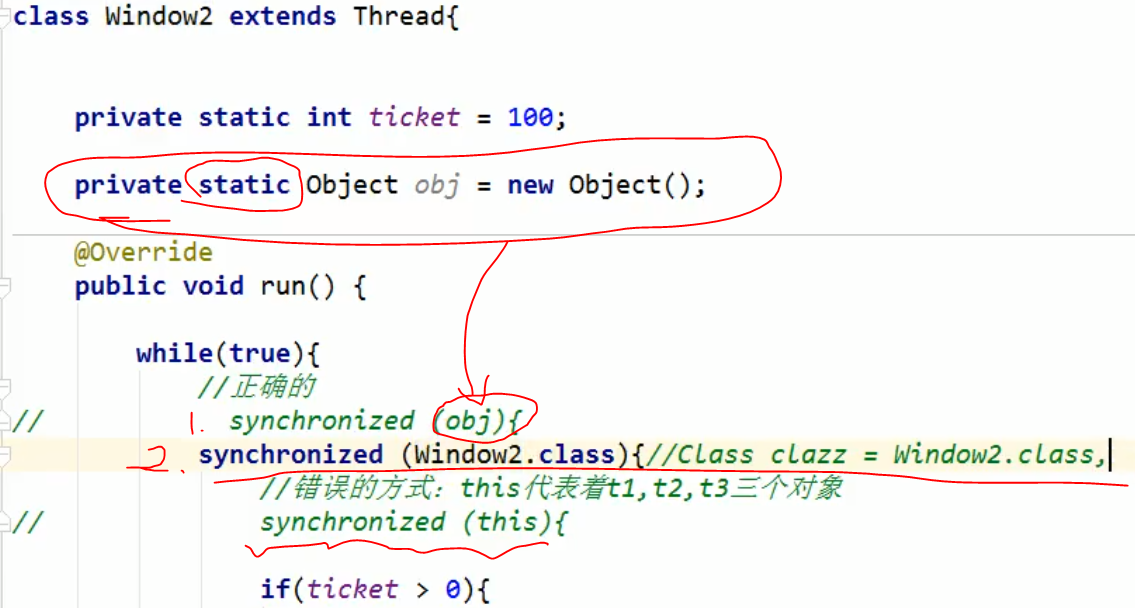 class Window2 extends Thread{
private static int ticket = 100;
private static Object obj = new Object();
@Override
public void run() {
while(true){
//正确的
// 1. synchronized (obj){
2. synchronized (Window2.class){//Class clazz = Window2.class,
//错误的方式：this代表着t1,t2,t3三个对象
// synchronized (this){
if(ticket > 0){